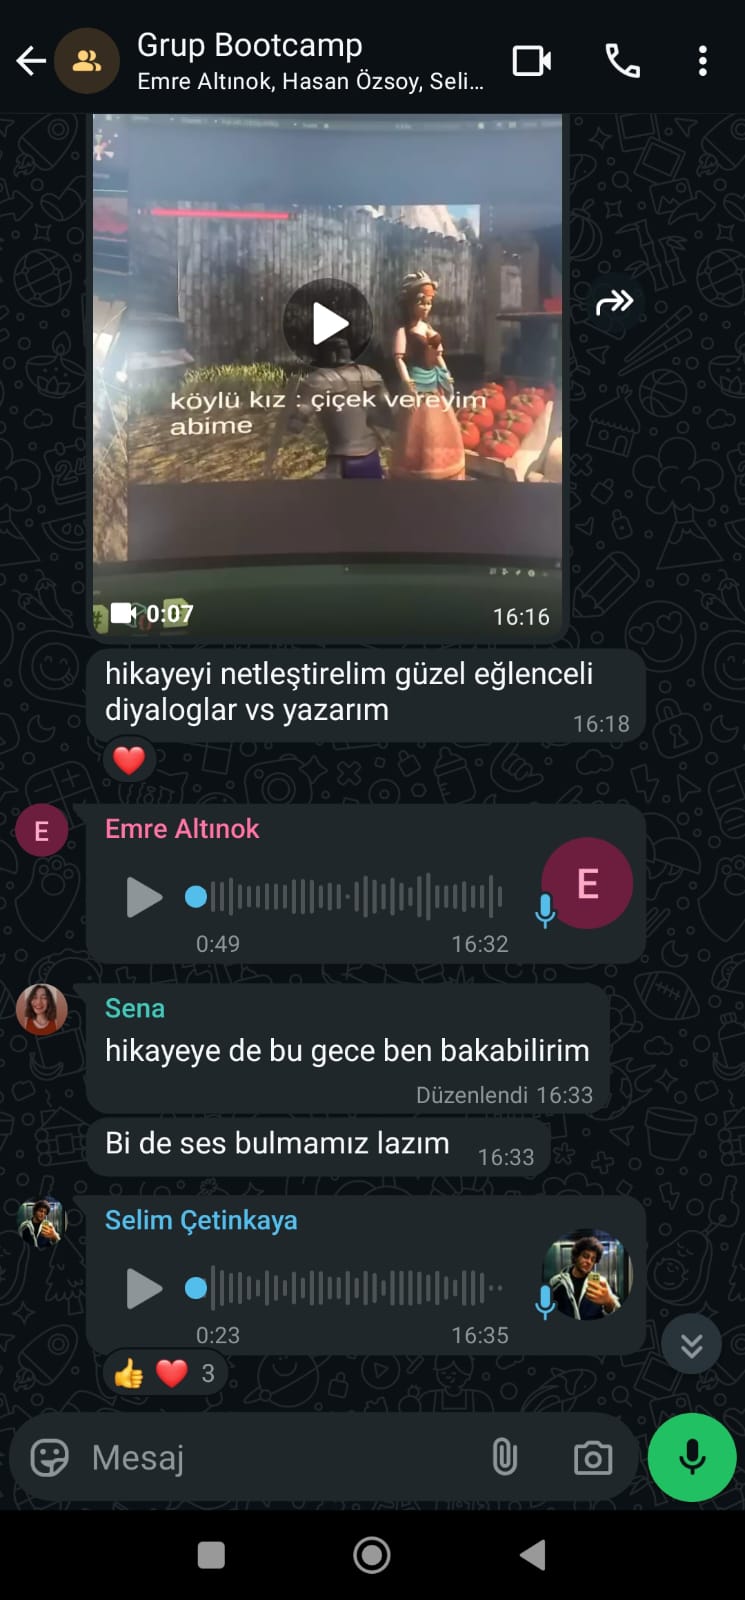 Grup Bootcamp
Emre Altınok, Hasan Özsoy, Seli...
köylü kız : çiçek vereyim
abime
0:07
16:16
hikayeyi netleştirelim güzel eğlenceli
diyaloglar vs yazarım
16:18
E
Emre Altınok
E
0:49
16:32
Sena
hikayeye de bu gece ben bakabilirim
Düzenlendi 16:33
Bi de ses bulmamız lazım
16:33
Selim Çetinkaya
0:23
16:35
3
Mesaj